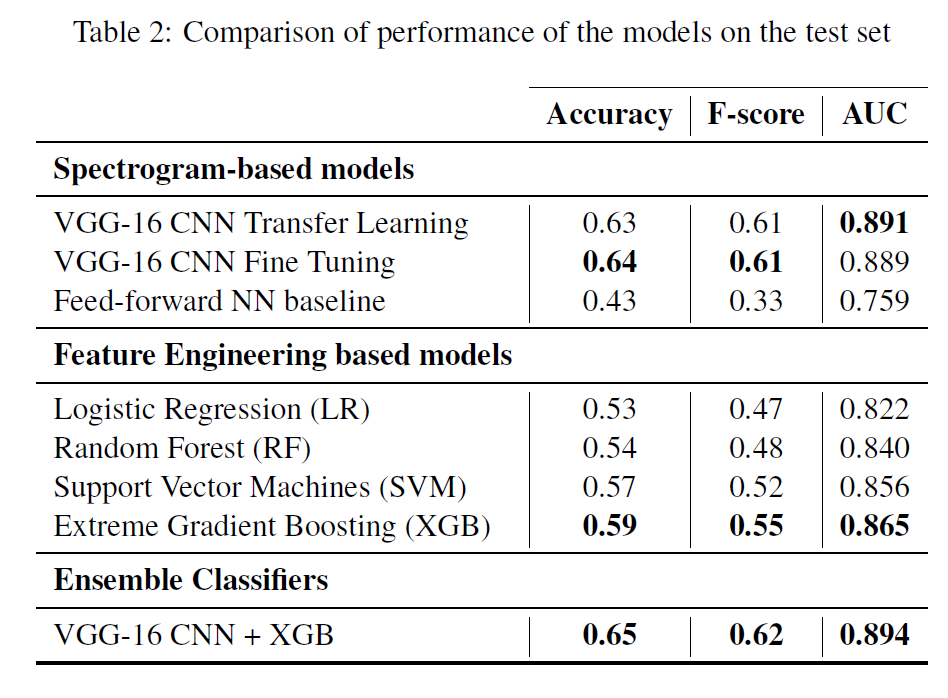 Table 2: Comparison of performance of the models on the test set
Accuracy F-score AUC
Spectrogram-based models
VGG-16 CNN Transfer Learning 0.63 0.61 0.891
VGG-16 CNN Fine Tuning 0.64 0.61 0.889
Feed-forward NN baseline 0.43 0.33 0.759
Feature Engineering based models
Logistic Regression (LR) 0.53 0.47 0.822
Random Forest (RF) 0.54 0.48 0.840
Support Vector Machines (SVM) 0.57 0.52 0.856
Extreme Gradient Boosting (XGB) 0.59 0.55 0.865
Ensemble Classifiers
VGG-16 CNN + XGB 0.65 0.62 0.894